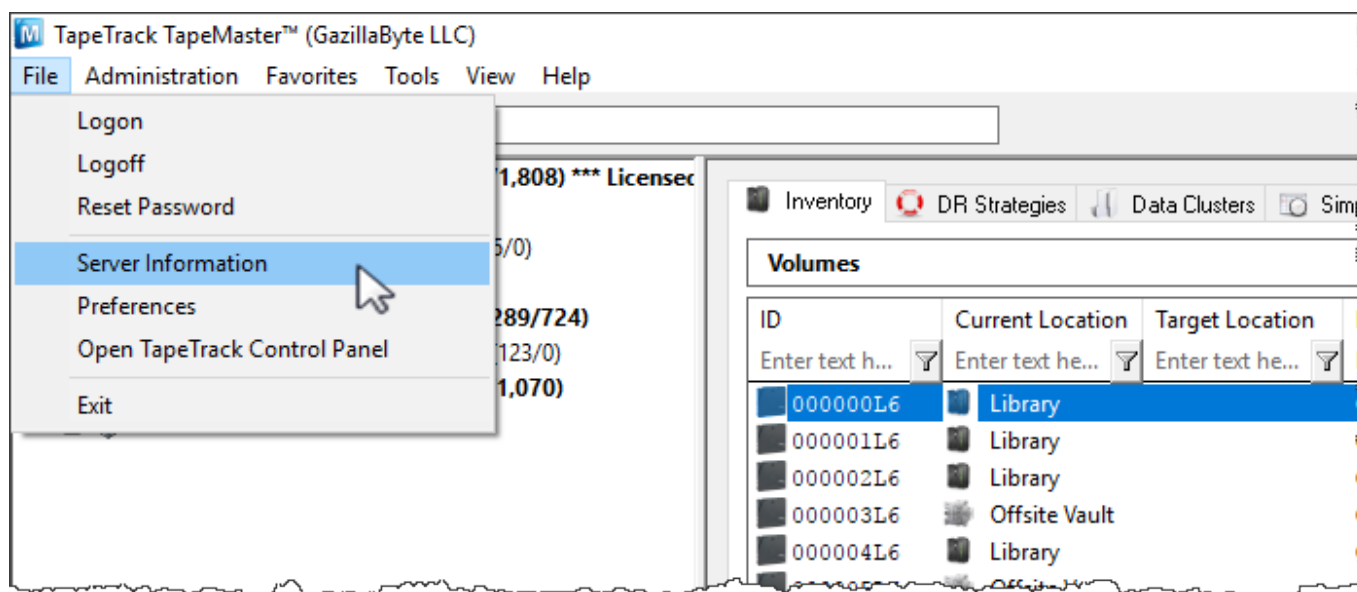 TapeTrack TapeMaster™ (GazillaByte LLC)
File Administration Favorites Tools View Help
Logon
Logoff
Reset Password
Server Information
Preferences
Open TapeTrack Control Panel
Exit
1,808) *** Licensed
/0)
289/724)
123/0)
1,070)
Inventory DR Strategies Data Clusters Sim
Volumes
ID Current Location Target Location
Enter text h... Enter text he... Enter text he...
000000L6 Library
000001L6 Library
000002L6 Library
000003L6 Offsite Vault
000004L6 Library